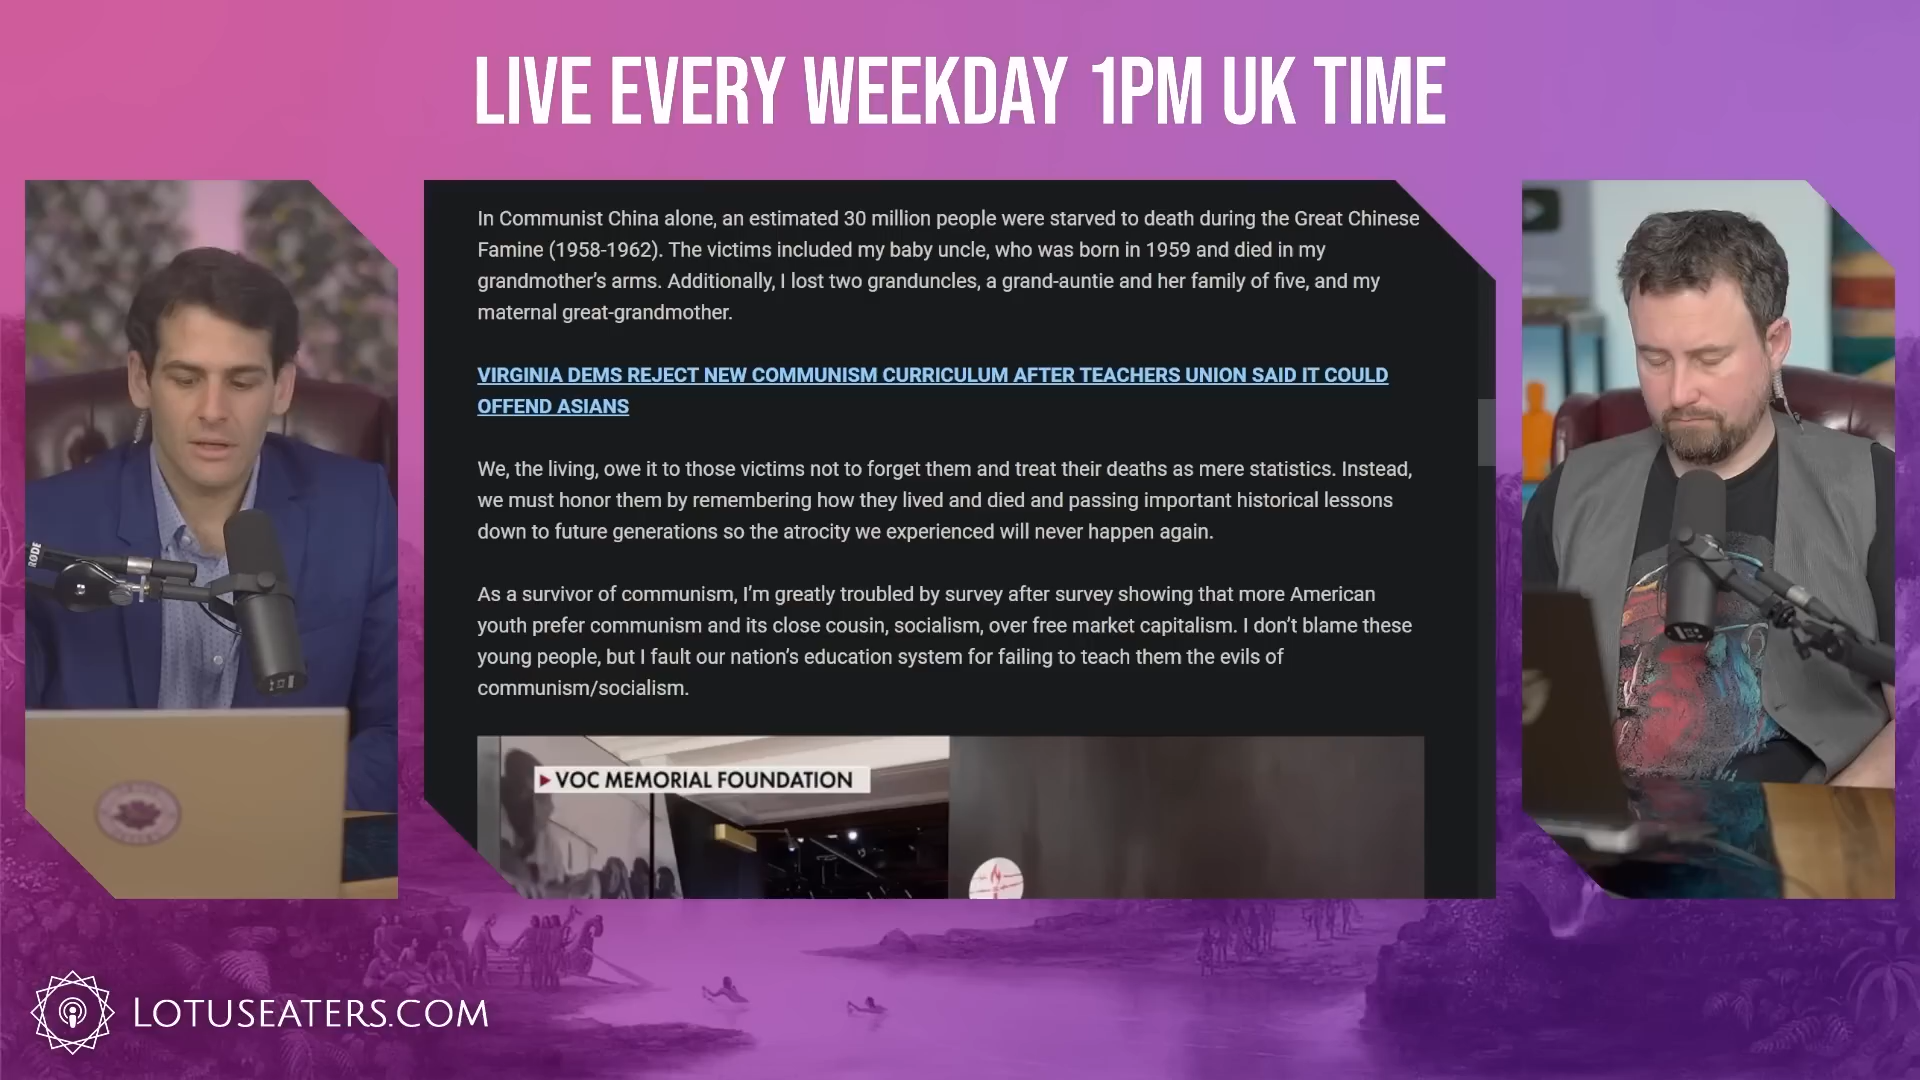 LIVE EVERY WEEKDAY 1PM UK TIME
In Communist China alone, an estimated 30 million people were starved to death during the Great Chinese
Famine (1958-1962). The victims included my baby uncle, who was born in 1959 and died in my
grandmother’s arms. Additionally, I lost two granduncles, a grand-auntie and her family of five, and my
maternal great-grandmother.
VIRGINIA DEMS REJECT NEW COMMUNISM CURRICULUM AFTER TEACHERS UNION SAID IT COULD
OFFEND ASIANS
We, the living, owe it to those victims not to forget them and treat their deaths as mere statistics. Instead,
we must honor them by remembering how they lived and died and passing important historical lessons
down to future generations so the atrocity we experienced will never happen again.
As a survivor of communism, I’m greatly troubled by survey after survey showing that more American
youth prefer communism and its close cousin, socialism, over free market capitalism. I don’t blame these
young people, but I fault our nation’s education system for failing to teach them the evils of
communism/socialism.
VOC MEMORIAL FOUNDATION
RODE
LOTUSEATERS.COM